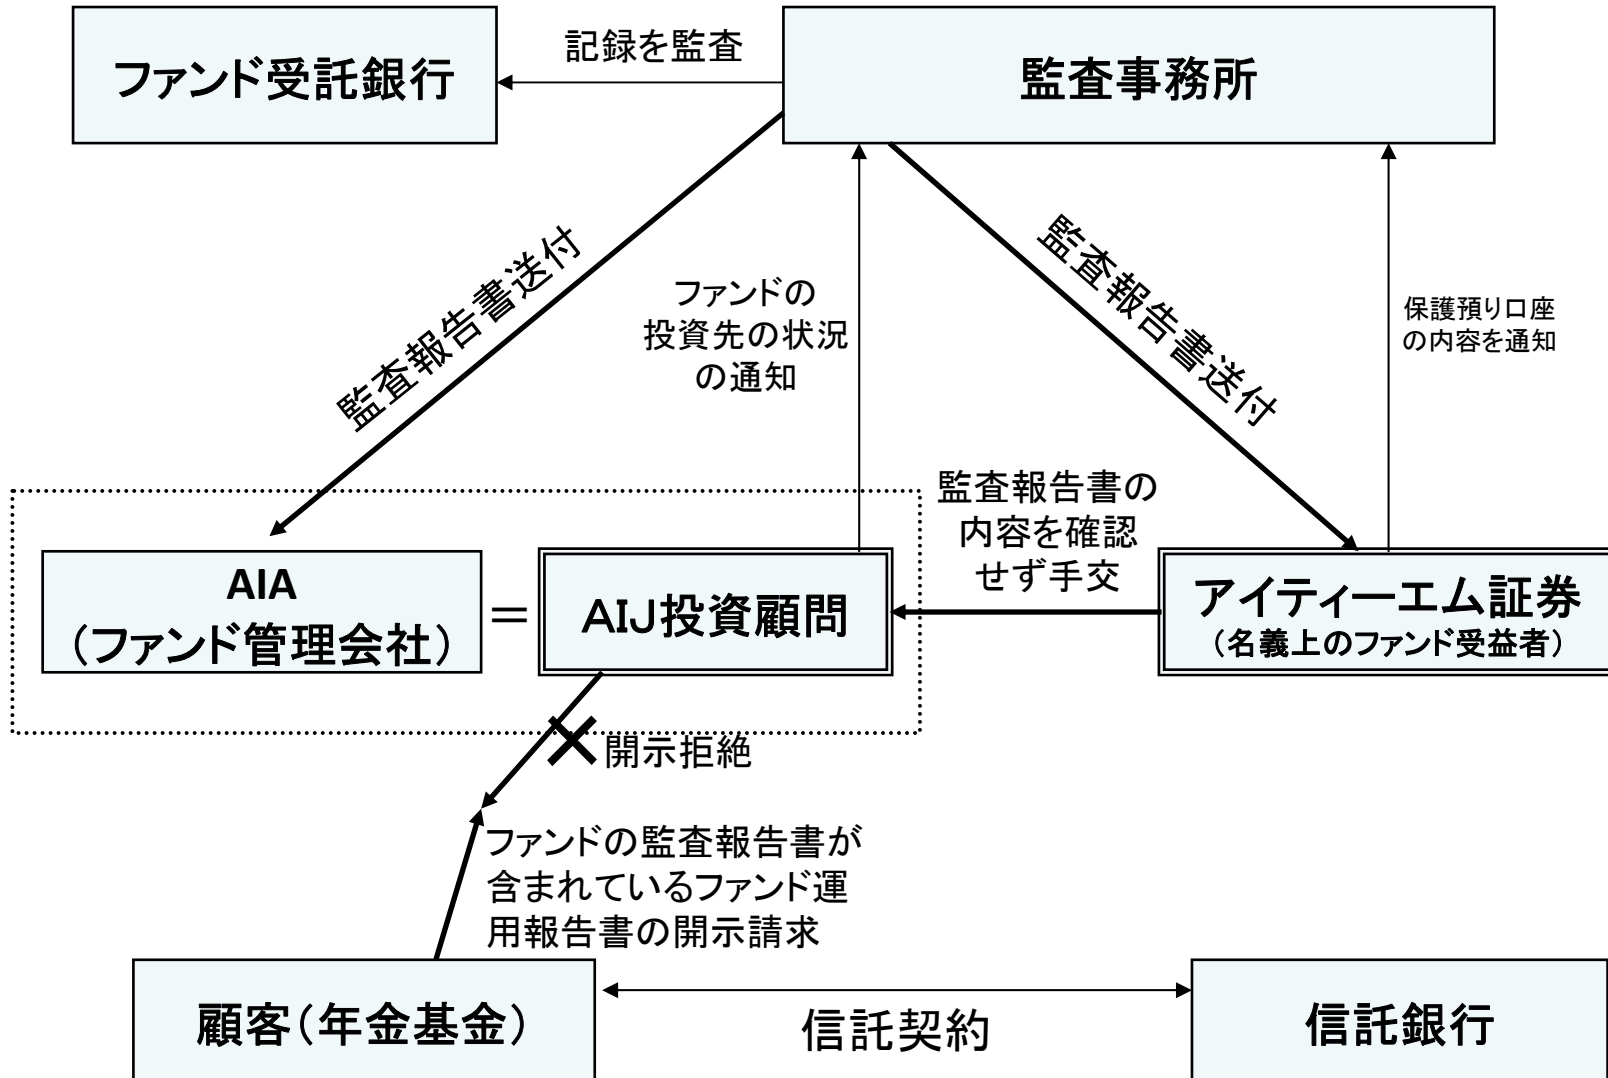 ファンド受託銀行
記録を監査
監査事務所
監査報告書送付
ファンドの
投資先の状況
の通知
監査報告書送付
保護預り口座
の内容を通知
監査報告書の
内容を確認
せず手交
AIA
(ファンド管理会社)
=
AIJ投資顧問
アイティーエム証券
(名義上のファンド受益者)
開示拒絶
ファンドの監査報告書が
含まれているファンド運
用報告書の開示請求
顧客(年金基金)
信託契約
信託銀行